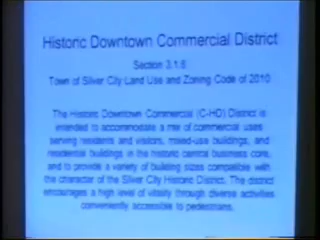 Historic Downtown Commercial District
Section 3.1.6
Town of Silver City Land Use and Zoning Code of 2010
The Historic Downtown Commercial (C-HD) District is
intended to accommodate a mix of commercial uses
serving residents and visitors, mixed-use buildings, and
residential buildings in the historic central business core,
and to provide a variety of building sizes compatible with
the character of the Silver City Historic District. The district
encourages a high level of vitality through diverse activities
conveniently accessible to pedestrians.